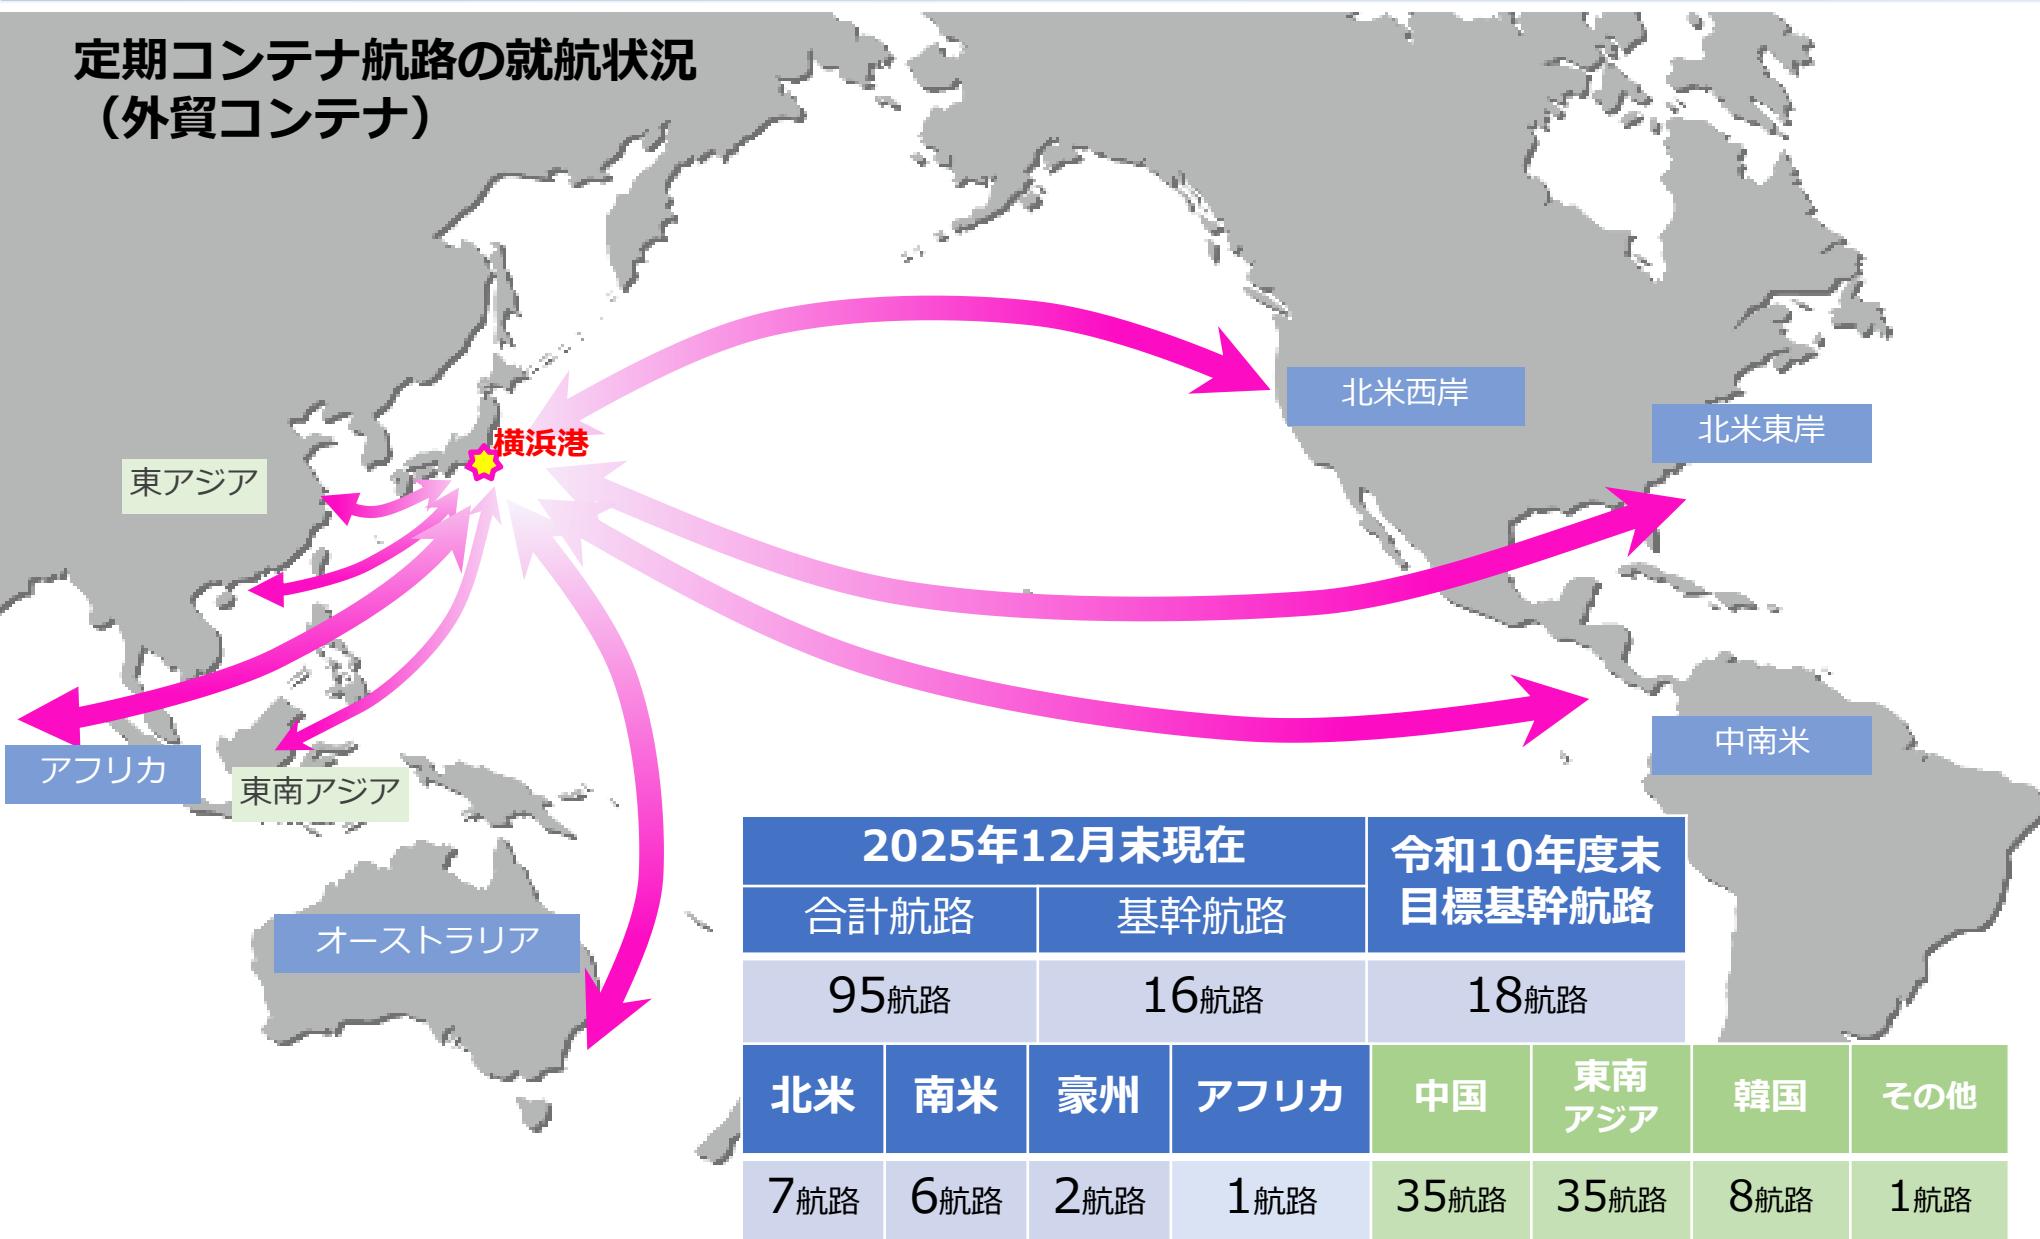 定期コンテナ航路の就航状況
（外貿コンテナ）
北米西岸
北米東岸
横浜港
東アジア
中南米
アフリカ
東南アジア
オーストラリア
2025年12月末現在
令和10年度末
目標基幹航路
合計航路
基幹航路
95航路
16航路
18航路
北米
南米
豪州
アフリカ
中国
東南
アジア
韓国
その他
7航路
6航路
2航路
1航路
35航路
35航路
8航路
1航路